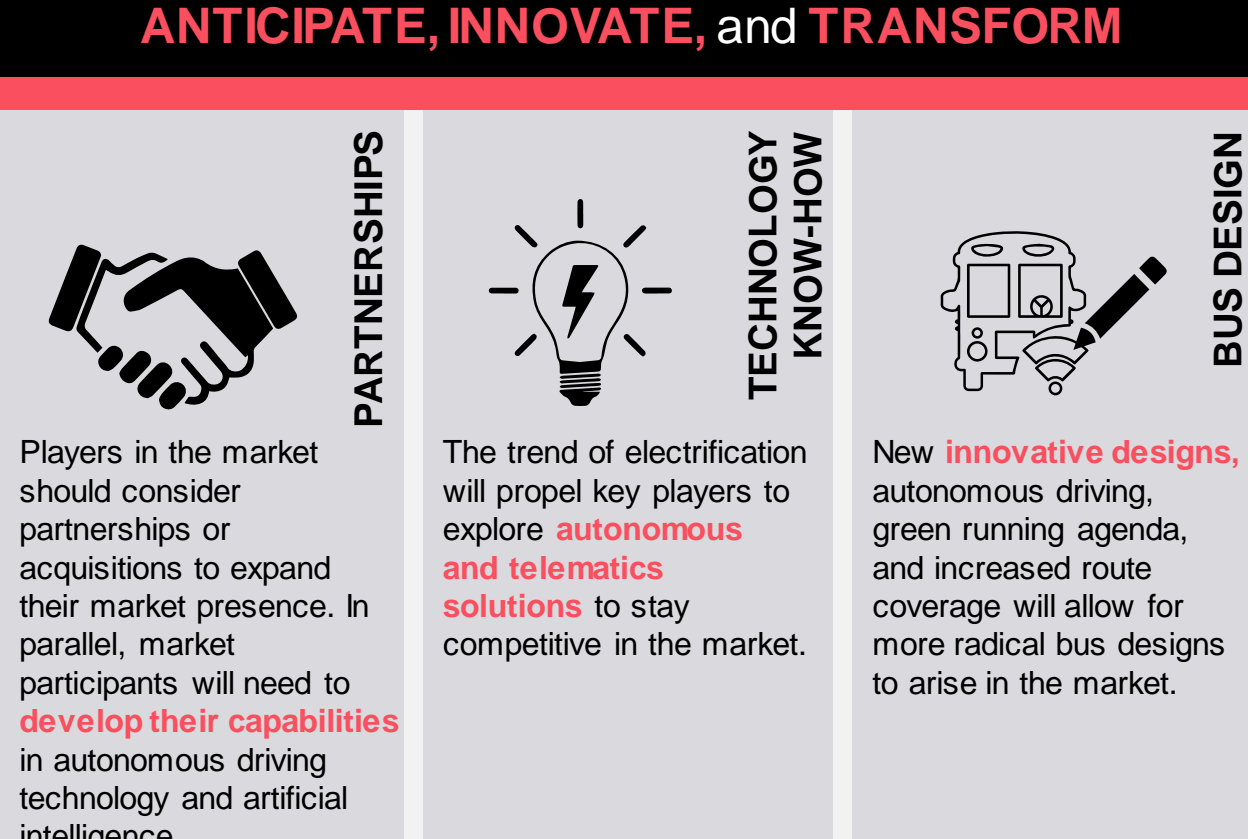 ANTICIPATE, INNOVATE, and TRANSFORM
PARTNERSHIPS
Players in the market
should consider
partnerships or
acquisitions to expand
their market presence. In
parallel, market
participants will need to
develop their capabilities
in autonomous driving
technology and artificial
intelligence
TECHNOLOGY
KNOW-HOW
The trend of electrification
will propel key players to
explore autonomous
and telematics
solutions to stay
competitive in the market.
BUS DESIGN
New innovative designs,
autonomous driving,
green running agenda,
and increased route
coverage will allow for
more radical bus designs
to arise in the market.